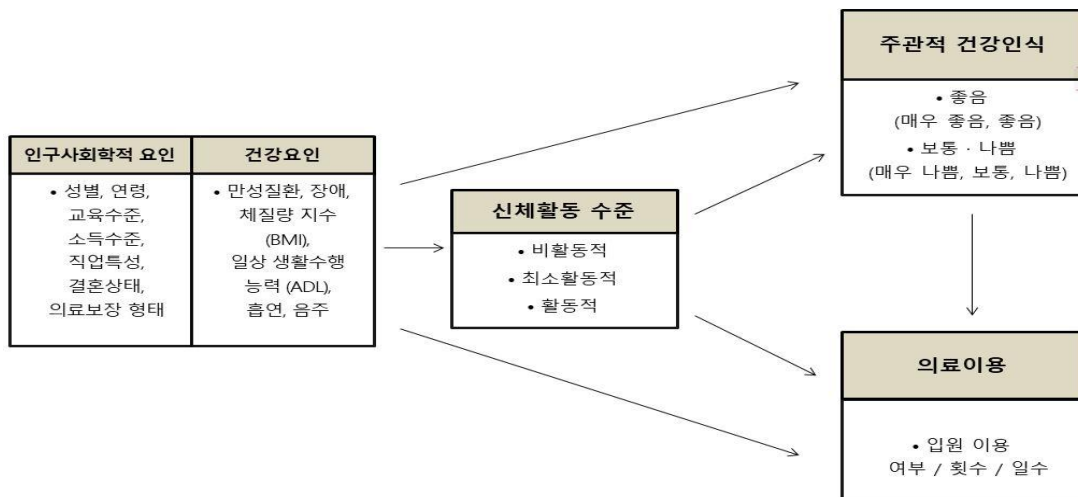 인구사회학적 요인
• 성별, 연령,
교육수준,
소득수준,
직업특성,
결혼상태,
의료보장 형태
건강요인
• 만성질환, 장애,
체질량 지수
(BMI),
일상 생활수행
능력 (ADL),
흡연, 음주
신체활동 수준
• 비활동적
• 최소활동적
• 활동적
주관적 건강인식
• 좋음
(매우 좋음, 좋음)
• 보통 · 나쁨
(매우 나쁨, 보통, 나쁨)
의료이용
• 입원 이용
여부 / 횟수 / 일수